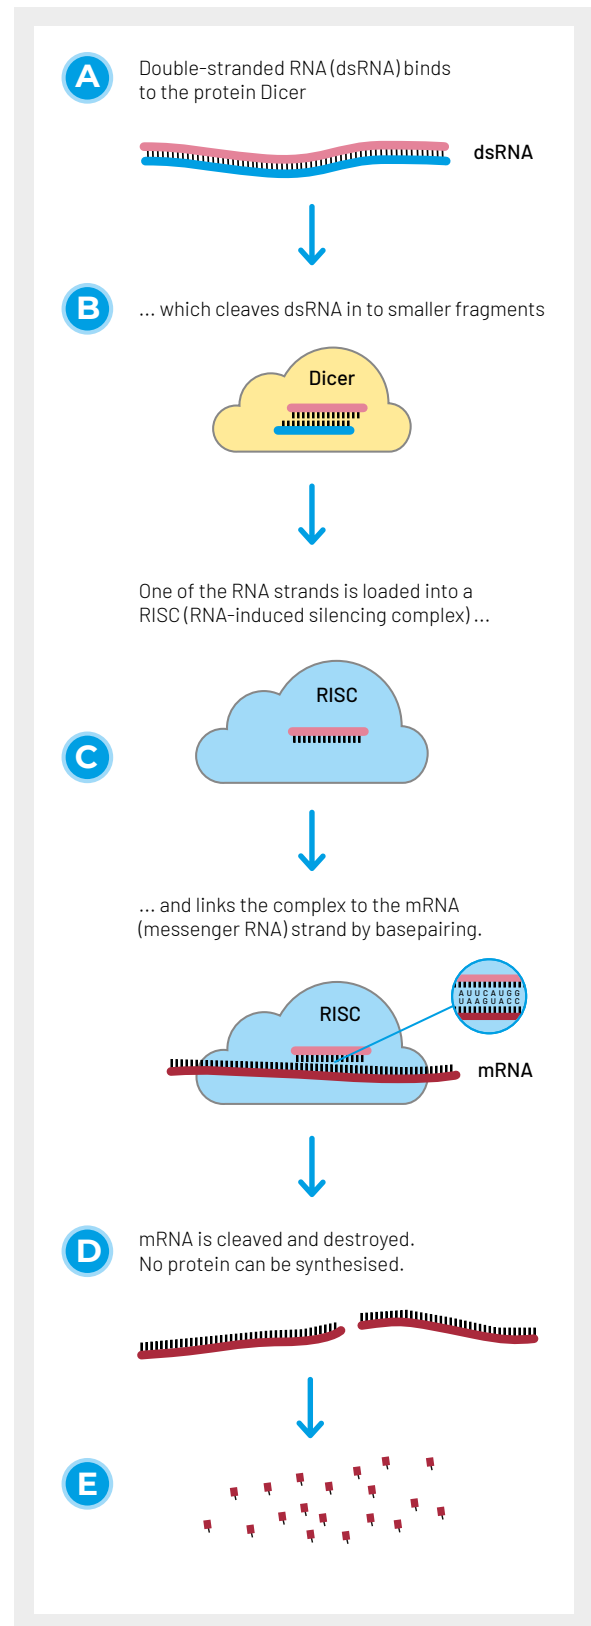 A
Double-stranded RNA (dsRNA) binds
to the protein Dicer
dsRNA
B
... which cleaves dsRNA in to smaller fragments
Dicer
One of the RNA strands is loaded into a
RISC (RNA-induced silencing complex) ...
RISC
C
... and links the complex to the mRNA
(messenger RNA) strand by basepairing.
AUUCAUGG
UAAGUACC
RISC
mRNA
D
mRNA is cleaved and destroyed.
No protein can be synthesised.
E